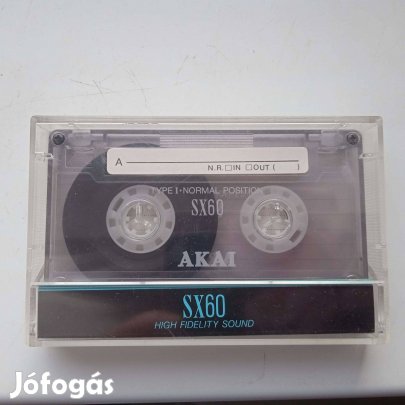 A
N.R. □IN □OUT ( )
TYPE I-NORMAL POSITION
SX60
AKAI
SX60
HIGH FIDELITY SOUND
Jófogás